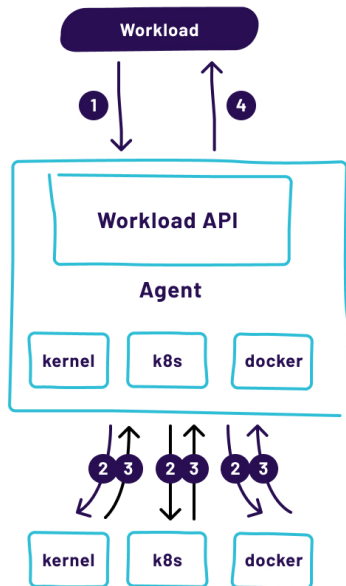 Workload
1 4
Workload API
Agent
kernel k8s docker
2 3 2 3 2 3
kernel k8s docker